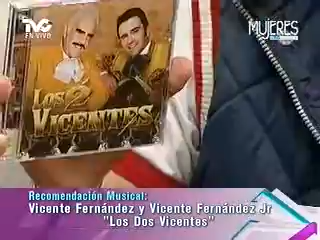 TVC
EN VIVO
MUJERES
LOS 2
VICENTES
Recomendación Musical:
Vicente Fernández y Vicente Fernández Jr
"Los Dos Vicentes"